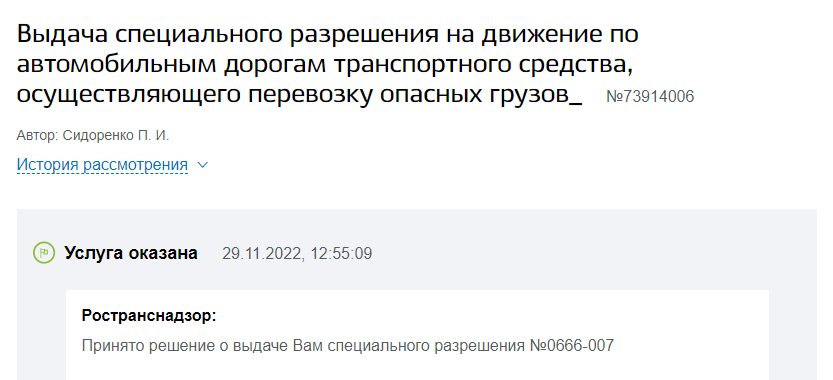 Выдача специального разрешения на движение по
автомобильным дорогам транспортного средства,
осуществляющего перевозку опасных грузов_ №73914006
Автор: Сидоренко П. И.
История рассмотрения
Услуга оказана 29.11.2022, 12:55:09
Ространснадзор:
Принято решение о выдаче Вам специального разрешения №0666-007